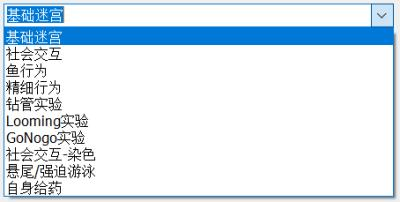 基础迷宫
基础迷宫
社会交互
鱼行为
精细行为
钻管实验
Looming实验
GoNogo实验
社会交互-染色
悬尾/强迫游泳
自身给药